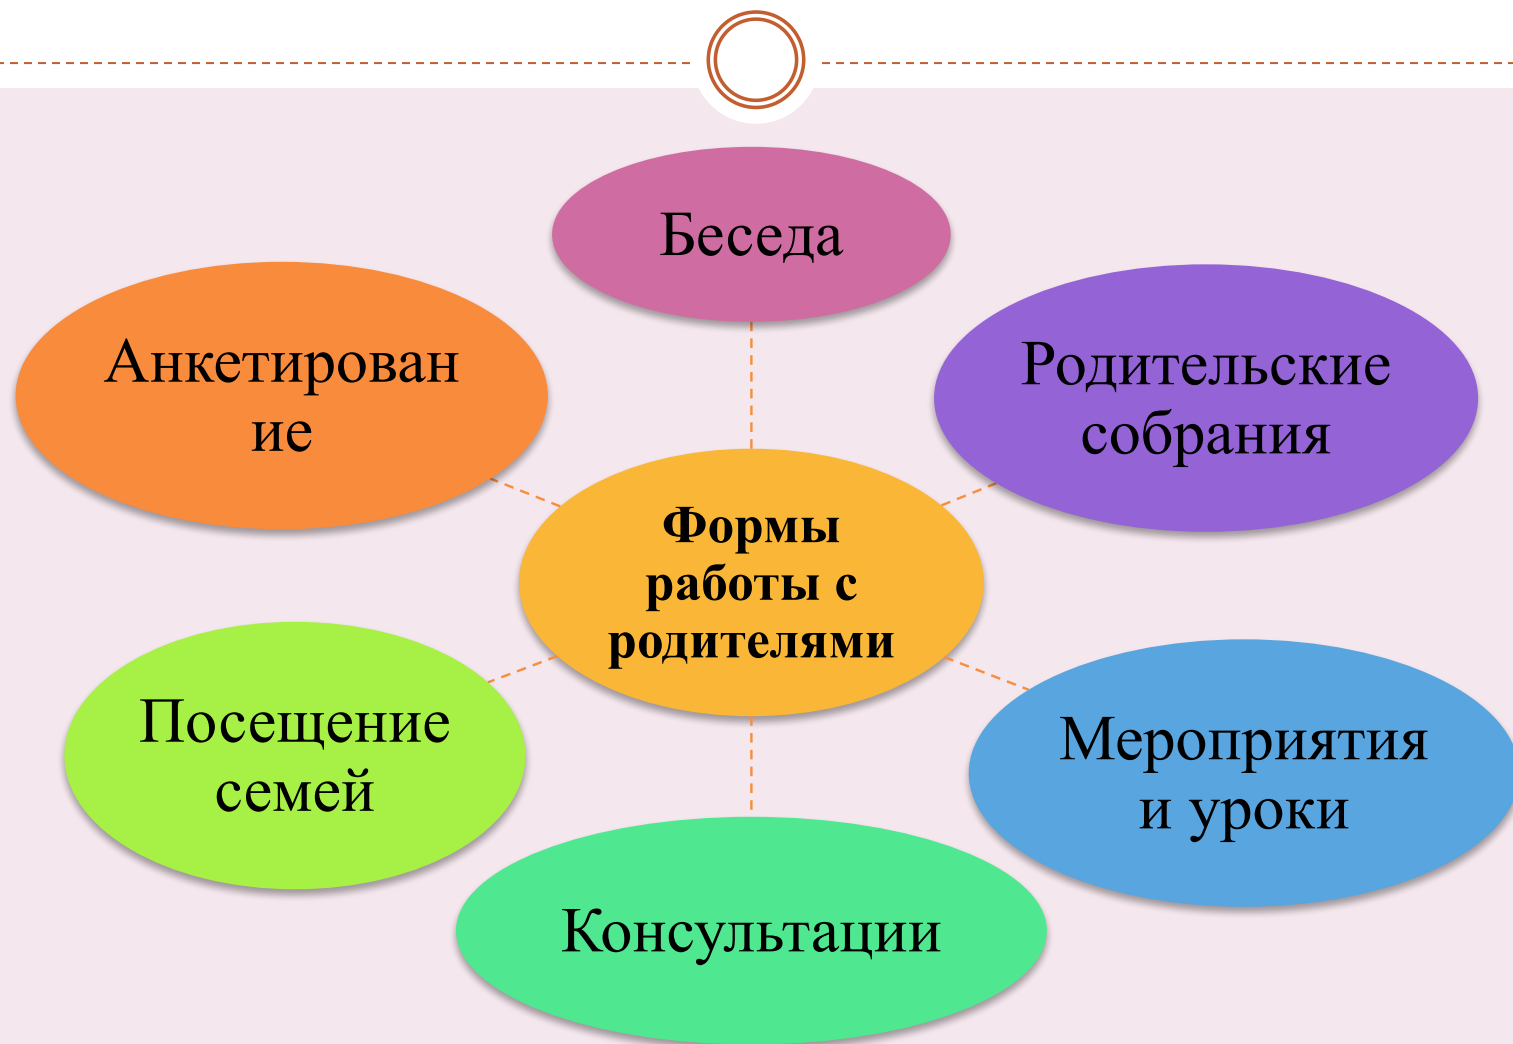 Беседа
Анкетирован
ие
Родительские
собрания
Формы
работы с
родителями
Посещение
семей
Мероприятия
и уроки
Консультации